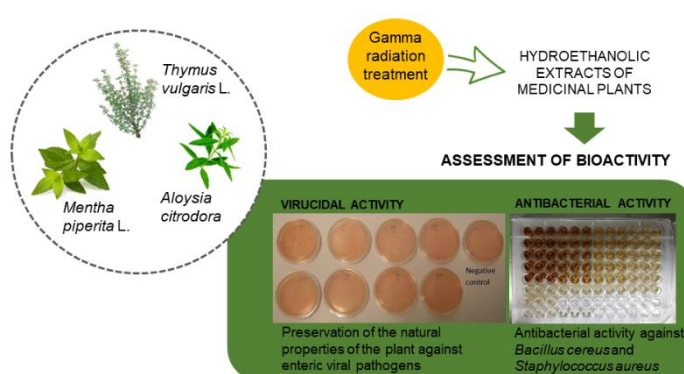 Thymus
vulgaris L.
Mentha
piperita L.
Aloysia
citrodora
Gamma
radiation
treatment
HYDROETHANOLIC
EXTRACTS OF
MEDICINAL PLANTS
ASSESSMENT OF BIOACTIVITY
VIRUCIDAL ACTIVITY
Negative
control
Preservation of the natural
properties of the plant against
enteric viral pathogens
ANTIBACTERIAL ACTIVITY
Antibacterial activity against
Bacillus cereus and
Staphylococcus aureus